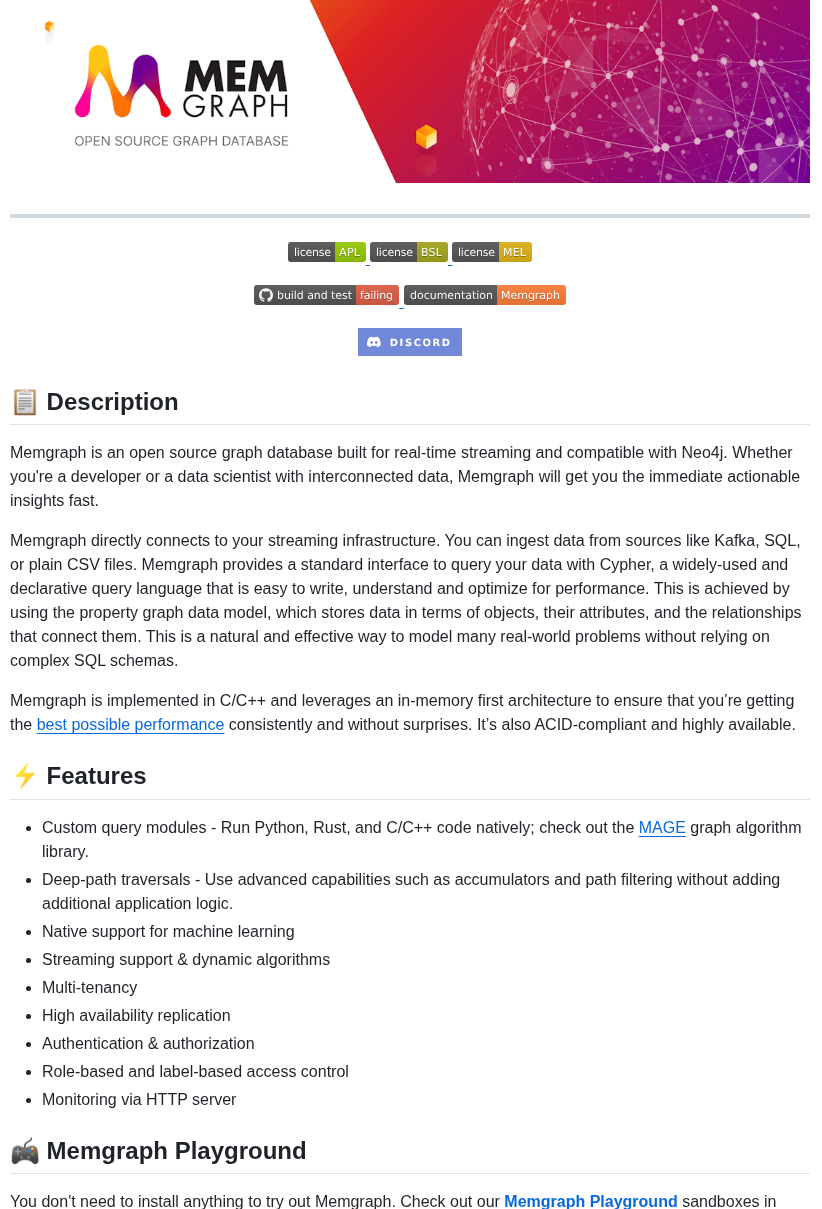 MEM
GRAPH
OPEN SOURCE GRAPH DATABASE
license APL license BSL license MEL
build and test failing documentation Memgraph
DISCORD
📋 Description
Memgraph is an open source graph database built for real-time streaming and compatible with Neo4j. Whether
you're a developer or a data scientist with interconnected data, Memgraph will get you the immediate actionable
insights fast.
Memgraph directly connects to your streaming infrastructure. You can ingest data from sources like Kafka, SQL,
or plain CSV files. Memgraph provides a standard interface to query your data with Cypher, a widely-used and
declarative query language that is easy to write, understand and optimize for performance. This is achieved by
using the property graph data model, which stores data in terms of objects, their attributes, and the relationships
that connect them. This is a natural and effective way to model many real-world problems without relying on
complex SQL schemas.
Memgraph is implemented in C/C++ and leverages an in-memory first architecture to ensure that you’re getting
the best possible performance consistently and without surprises. It’s also ACID-compliant and highly available.
⚡ Features
• Custom query modules - Run Python, Rust, and C/C++ code natively; check out the MAGE graph algorithm
library.
• Deep-path traversals - Use advanced capabilities such as accumulators and path filtering without adding
additional application logic.
• Native support for machine learning
• Streaming support & dynamic algorithms
• Multi-tenancy
• High availability replication
• Authentication & authorization
• Role-based and label-based access control
• Monitoring via HTTP server
🎮 Memgraph Playground
You don't need to install anything to try out Memgraph. Check out our Memgraph Playground sandboxes in